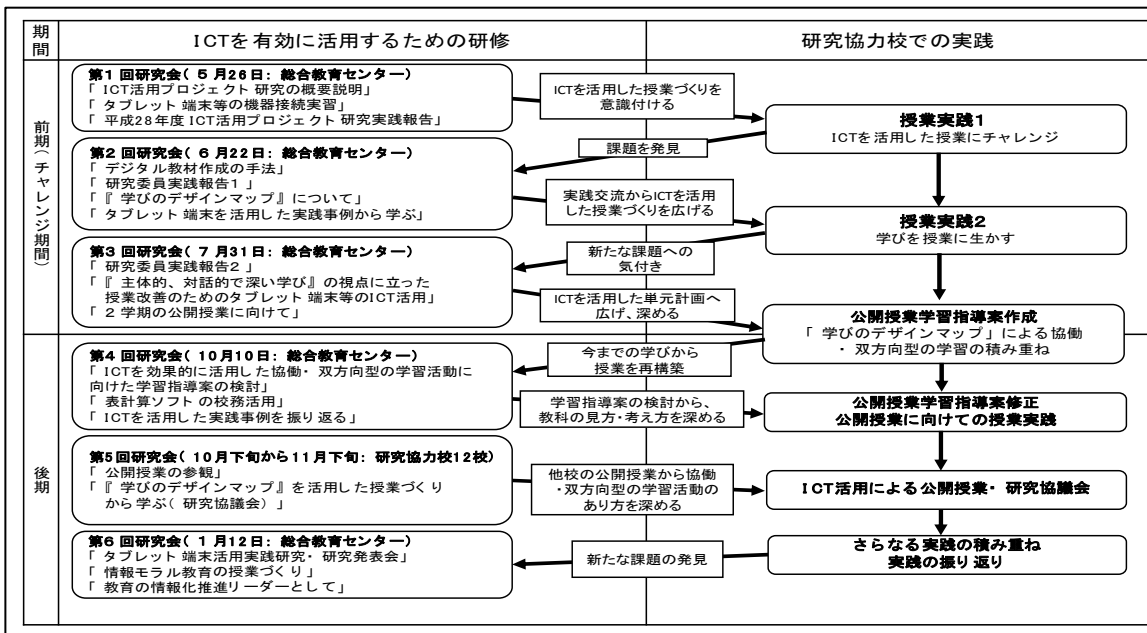 期間
ICTを有効に活用するための研修
研究協力校での実践
前期(チャレンジ期間)
第1回研究会(5月26日:総合教育センター)
「ICT活用プロジェクト研究の概要説明」
「タブレット端末等の機器接続実習」
「平成28年度ICT活用プロジェクト研究実践報告」
ICTを活用した授業づくりを
意識付ける
授業実践1
ICTを活用した授業にチャレンジ
課題を発見
第2回研究会(6月22日:総合教育センター)
「デジタル教材作成の手法」
「研究委員実践報告1」
「『学びのデザインマップ』について」
「タブレット端末を活用した実践事例から学ぶ」
実践交流からICTを活用
した授業づくりを広げる
授業実践2
学びを授業に生かす
新たな課題への
気付き
第3回研究会(7月31日:総合教育センター)
「研究委員実践報告2」
「『主体的、対話的で深い学び』の視点に立った
授業改善のためのタブレット端末等のICT活用」
「2学期の公開授業に向けて」
ICTを活用した単元計画へ
広げ、深める
公開授業学習指導案作成
「学びのデザインマップ」による協働
・双方向型の学習の積み重ね
後期
今までの学びから
授業を再構築
第4回研究会(10月10日:総合教育センター)
「ICTを効果的に活用した協働・双方向型の学習活動に
向けた学習指導案の検討」
「表計算ソフトの校務活用」
「ICTを活用した実践事例を振り返る」
学習指導案の検討から、
教科の見方・考え方を深める
公開授業学習指導案修正
公開授業に向けての授業実践
第5回研究会(10月下旬から11月下旬:研究協力校12校)
「公開授業の参観」
「『学びのデザインマップ』を活用した授業づくり
から学ぶ(研究協議会)」
他校の公開授業から協働
・双方向型の学習活動の
あり方を深める
ICT活用による公開授業・研究協議会
さらなる実践の積み重ね
実践の振り返り
新たな課題の発見
第6回研究会(1月12日:総合教育センター)
「タブレット端末活用実践研究・研究発表会」
「情報モラル教育の授業づくり」
「教育の情報化推進リーダーとして」